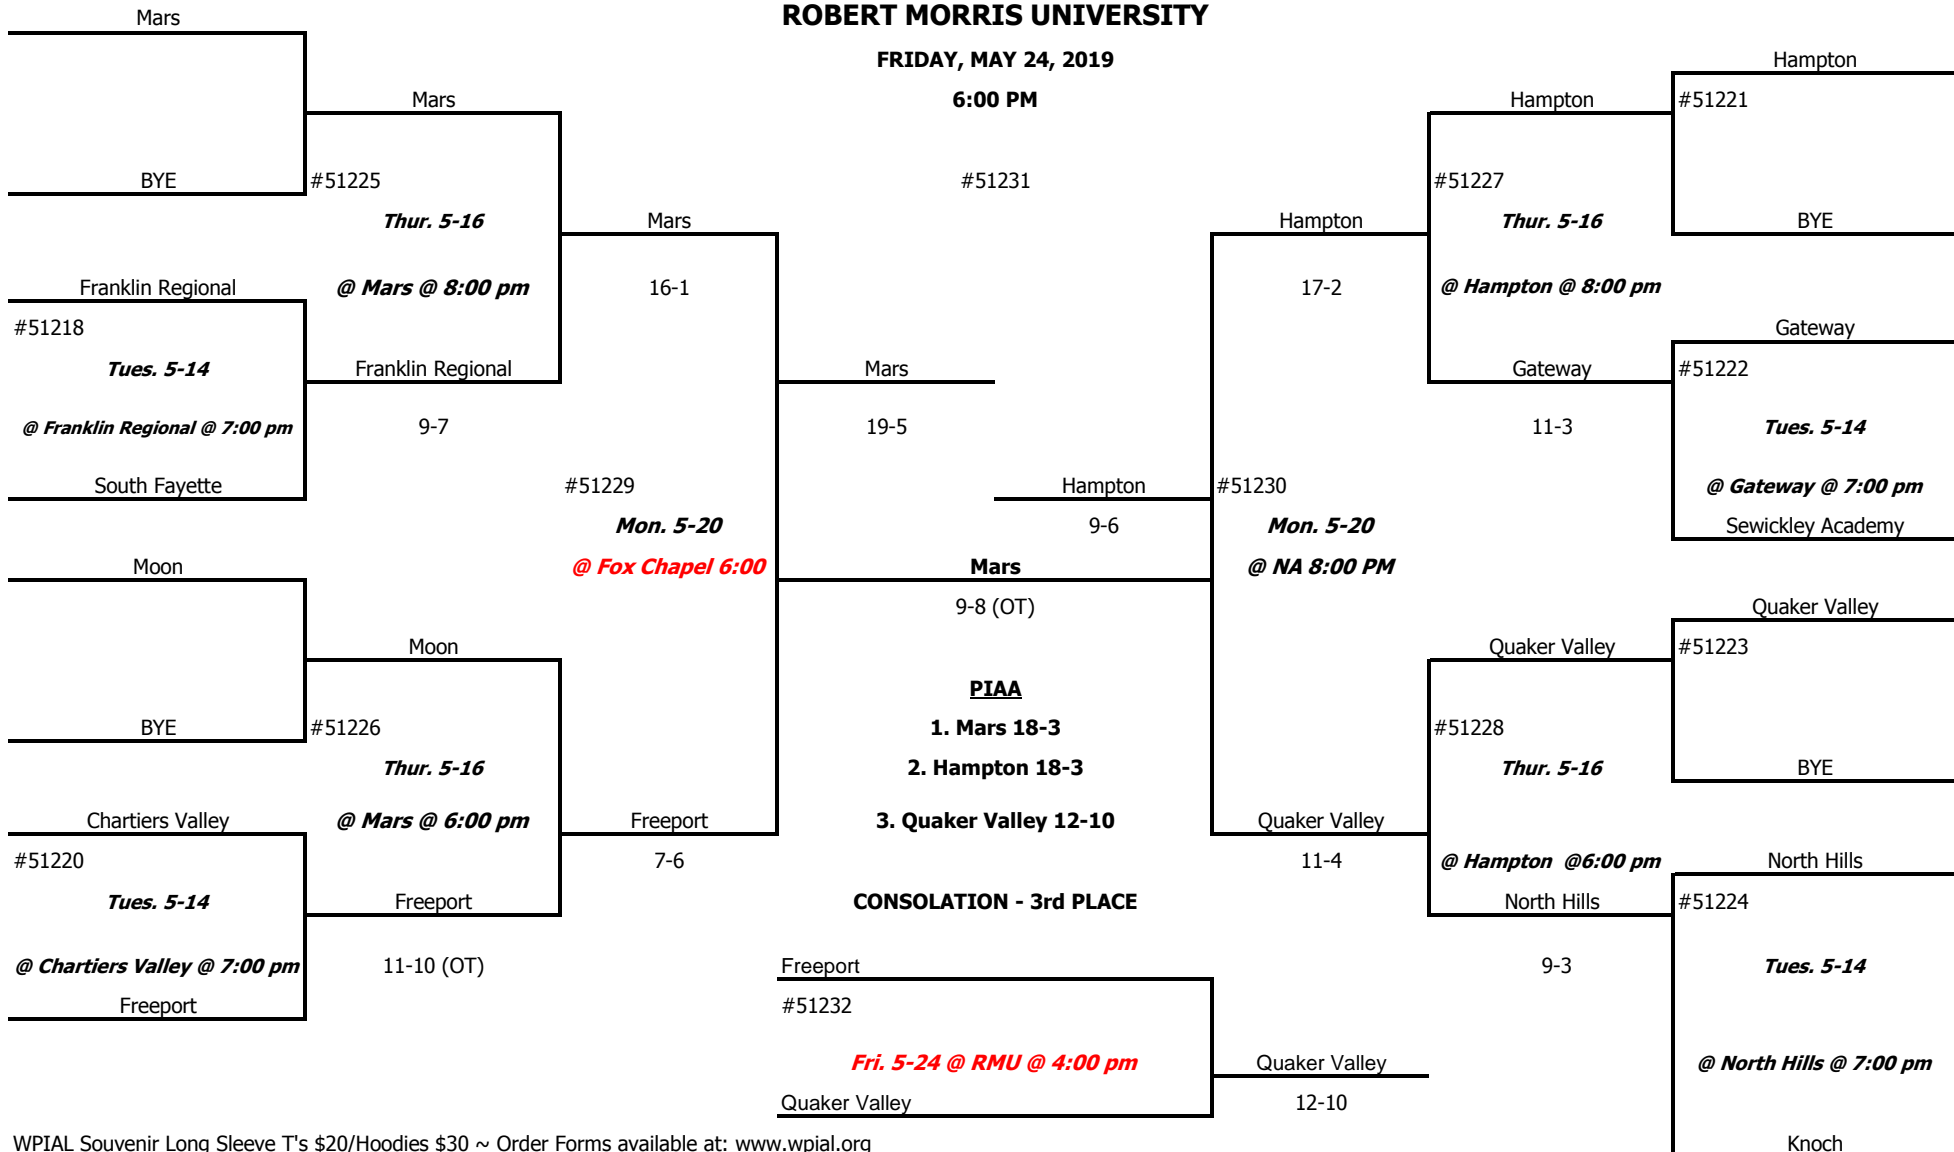 ROBERT MORRIS UNIVERSITY
FRIDAY, MAY 24, 2019
6:00 PM
#51231
Mars
BYE
Franklin Regional
#51218
Tues. 5-14
@ Franklin Regional @ 7:00 pm
South Fayette
Moon
BYE
Chartiers Valley
#51220
Tues. 5-14
@ Chartiers Valley @ 7:00 pm
Freeport
Mars
#51225
Thur. 5-16
@ Mars @ 8:00 pm
Franklin Regional
9-7
Moon
#51226
Thur. 5-16
@ Mars @ 6:00 pm
Freeport
11-10 (OT)
Mars
16-1
#51229
Mon. 5-20
@ Fox Chapel 6:00
Freeport
7-6
Mars
19-5
Hampton
9-6
Mars
9-8 (OT)
PIAA
1. Mars 18-3
2. Hampton 18-3
3. Quaker Valley 12-10
CONSOLATION - 3rd PLACE
Freeport
#51232
Fri. 5-24 @ RMU @ 4:00 pm
Quaker Valley
Quaker Valley
12-10
Hampton
17-2
#51230
Mon. 5-20
@ NA 8:00 PM
Quaker Valley
11-4
Hampton
#51227
Thur. 5-16
@ Hampton @ 8:00 pm
Gateway
11-3
Quaker Valley
#51228
Thur. 5-16
@ Hampton @6:00 pm
North Hills
9-3
Hampton
#51221
BYE
Gateway
#51222
Tues. 5-14
@ Gateway @ 7:00 pm
Sewickley Academy
Quaker Valley
#51223
BYE
North Hills
#51224
Tues. 5-14
@ North Hills @ 7:00 pm
Knoch
WPIAL Souvenir Long Sleeve T's $20/Hoodies $30 ~ Order Forms available at: www.wpial.org